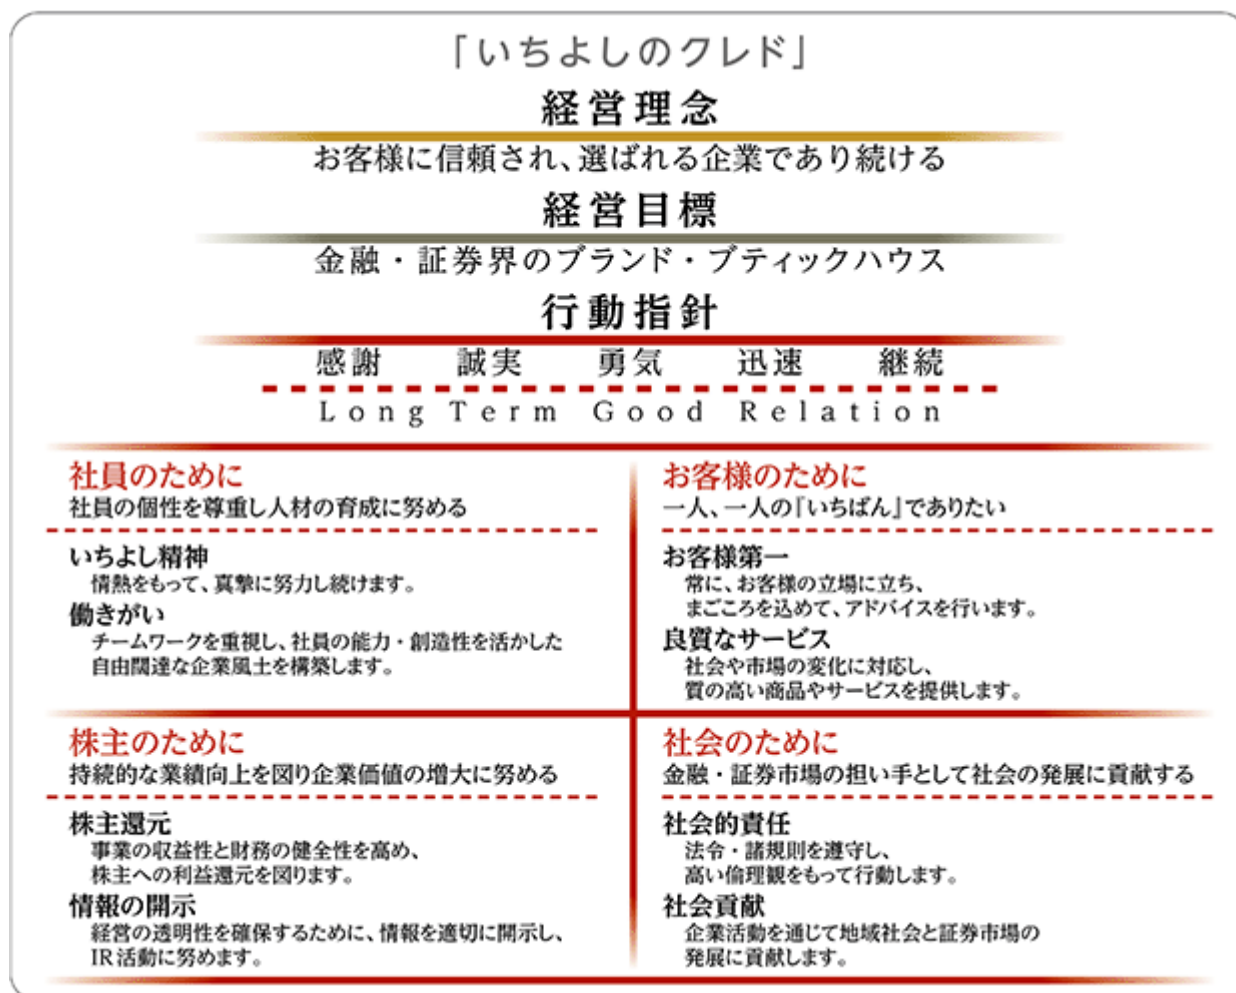 「いちよしのクレド」
経営理念
お客様に信頼され、選ばれる企業であり続ける
経営目標
金融・証券界のブランド・ブティックハウス
行動指針
感謝 誠実 勇気 迅速 継続
Long Term Good Relation
社員のために
社員の個性を尊重し人材の育成に努める
いちよし精神
情熱をもって、真摯に努力し続けます。
働きがい
チームワークを重視し、社員の能力・創造性を活かした
自由闊達な企業風土を構築します。
お客様のために
一人、一人の『いちばん』でありたい
お客様第一
常に、お客様の立場に立ち、
まごころを込めて、アドバイスを行います。
良質なサービス
社会や市場の変化に対応し、
質の高い商品やサービスを提供します。
株主のために
持続的な業績向上を図り企業価値の増大に努める
株主還元
事業の収益性と財務の健全性を高め、
株主への利益還元を図ります。
情報の開示
経営の透明性を確保するために、情報を適切に開示し、
IR活動に努めます。
社会のために
金融・証券市場の担い手として社会の発展に貢献する
社会的責任
法令・諸規則を遵守し、
高い倫理観をもって行動します。
社会貢献
企業活動を通じて地域社会と証券市場の
発展に貢献します。